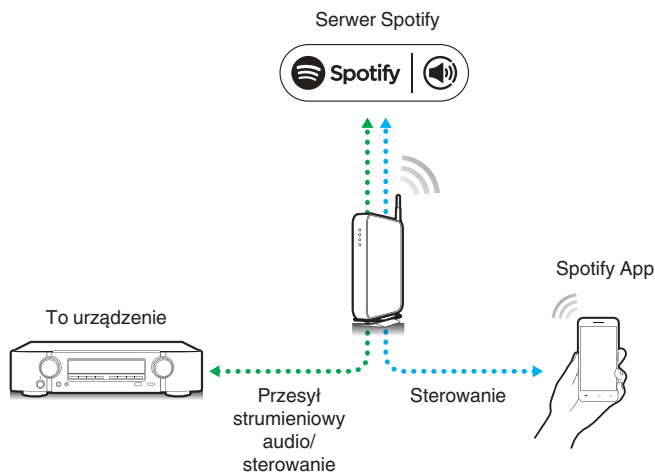 Serwer Spotify
Spotify
Spotify App
To urządzenie
Przesył
strumieniowy
audio/
sterowanie
Sterowanie